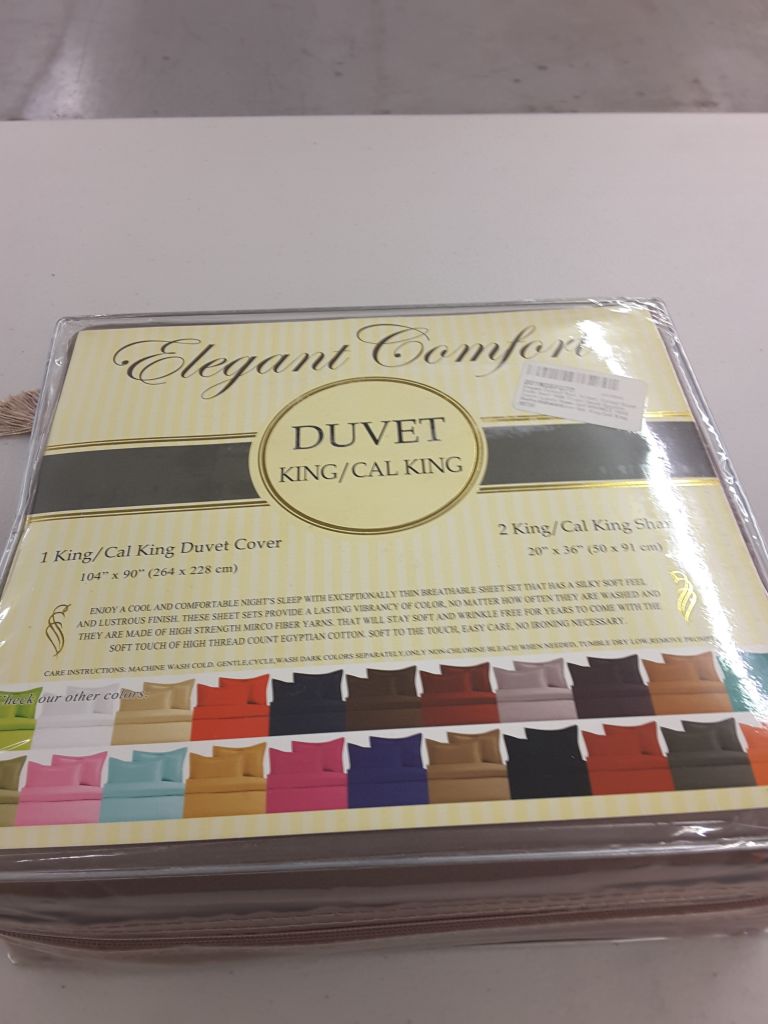 Elegant Comfort
DUVET
KING/CAL KING
1 King/Cal King Duvet Cover
104" x 90" (264 x 228 cm)
2 King/Cal King
20" x 36" (50 x 91 cm)
ENJOY A COOL AND COMFORTABLE NIGHT'S SLEEP WITH EXCEPTIONALLY THIN BREATHABLE SHEET SET THAT HAS A SILKY SOFT FEEL
AND LUSTROUS FINISH. THESE SHEET SETS PROVIDE A LASTING VIBRANCY OF COLOR, NO MATTER HOW OFTEN THEY ARE WASHED AND
THEY ARE MADE OF HIGH STRENGTH MIRCO FIBER YARNS. THAT WILL STAY SOFT AND WRINKLE FREE FOR YEARS TO COME WITH THE
SOFT TOUCH OF HIGH THREAD COUNT EGYPTIAN COTTON. SOFT TO THE TOUCH, EASY CARE, NO IRONING NECESSARY.
CARE INSTRUCTIONS: MACHINE WASH COLD. GENTLE,CYCLE,WASH DARK COLORS SEPARATELY,ONLY NON-CHLORINE BLEACH WHEN NEEDED, TUMBLE DRY LOW,REMOVE
Check our other colors.